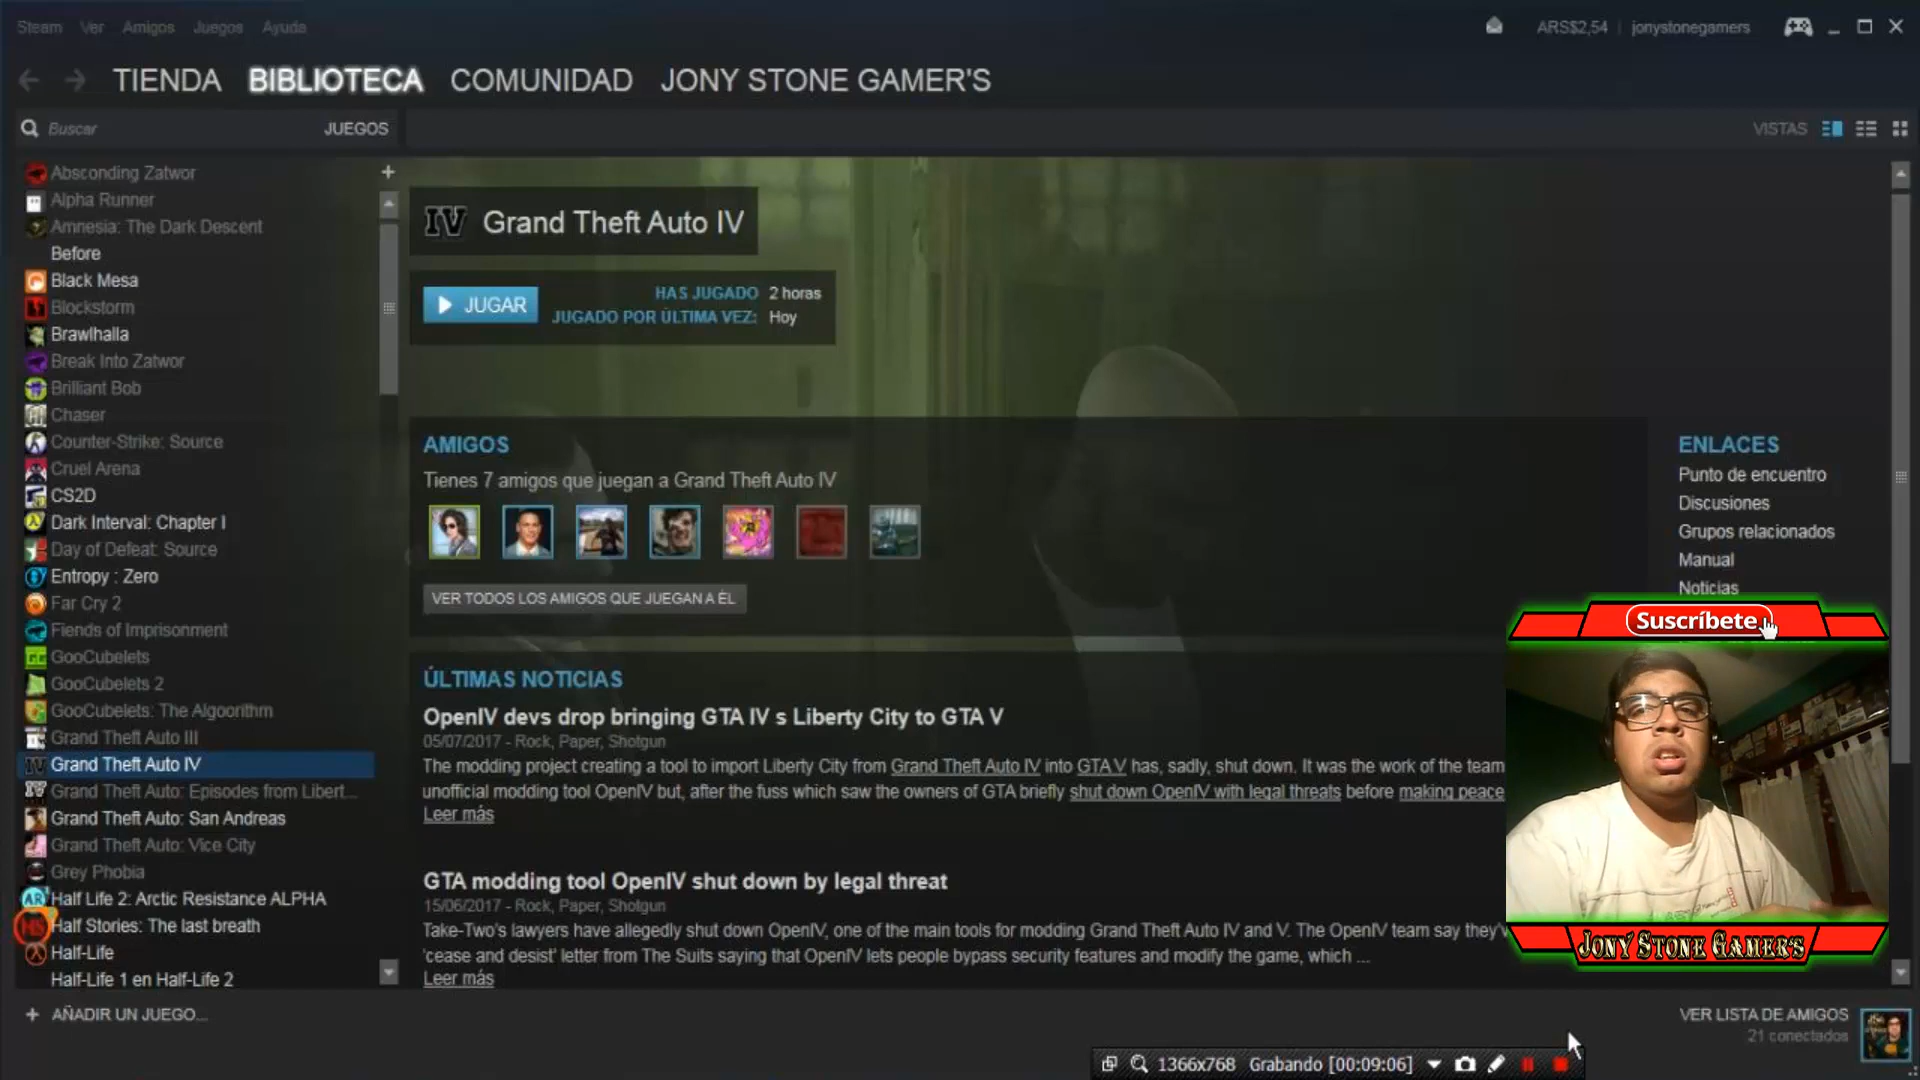 Steam Ver Amigos Juegos Ayuda
ARS$2,54 jonystonegamers
TIENDA BIBLIOTECA COMUNIDAD JONY STONE GAMER'S
Buscar JUEGOS
VISTAS
Absconding Zatwor
Alpha Runner
Amnesia: The Dark Descent
Before
Black Mesa
Blockstorm
Brawlhalla
Break Into Zatwor
Brilliant Bob
Chaser
Counter-Strike: Source
Cruel Arena
CS2D
Dark Interval: Chapter I
Day of Defeat: Source
Entropy : Zero
Far Cry 2
Fiends of Imprisonment
GooCubelets
GooCubelets 2
GooCubelets: The Algoorithm
Grand Theft Auto III
Grand Theft Auto IV
Grand Theft Auto: Episodes from Libert...
Grand Theft Auto: San Andreas
Grand Theft Auto: Vice City
Grey Phobia
Half Life 2: Arctic Resistance ALPHA
Half Stories: The last breath
Half-Life
Half-Life 1 en Half-Life 2
+ AÑADIR UN JUEGO...
IV Grand Theft Auto IV
JUGAR
HAS JUGADO 2 horas
JUGADO POR ÚLTIMA VEZ: Hoy
AMIGOS
Tienes 7 amigos que juegan a Grand Theft Auto IV
VER TODOS LOS AMIGOS QUE JUEGAN A ÉL
ENLACES
Punto de encuentro
Discusiones
Grupos relacionados
Manual
Noticias
ÚLTIMAS NOTICIAS
OpenIV devs drop bringing GTA IV s Liberty City to GTA V
05/07/2017 - Rock, Paper, Shotgun
The modding project creating a tool to import Liberty City from Grand Theft Auto IV into GTA V has, sadly, shut down. It was the work of the team
unofficial modding tool OpenIV but, after the fuss which saw the owners of GTA briefly shut down OpenIV with legal threats before making peace
Leer más
GTA modding tool OpenIV shut down by legal threat
15/06/2017 - Rock, Paper, Shotgun
Take-Two's lawyers have allegedly shut down OpenIV, one of the main tools for modding Grand Theft Auto IV and V. The OpenIV team say they'v
'cease and desist' letter from The Suits saying that OpenIV lets people bypass security features and modify the game, which ...
Leer más
Suscríbete
JONY STONE GAMER'S
VER LISTA DE AMIGOS
21 conectados
1366x768 Grabando [00:09:06]